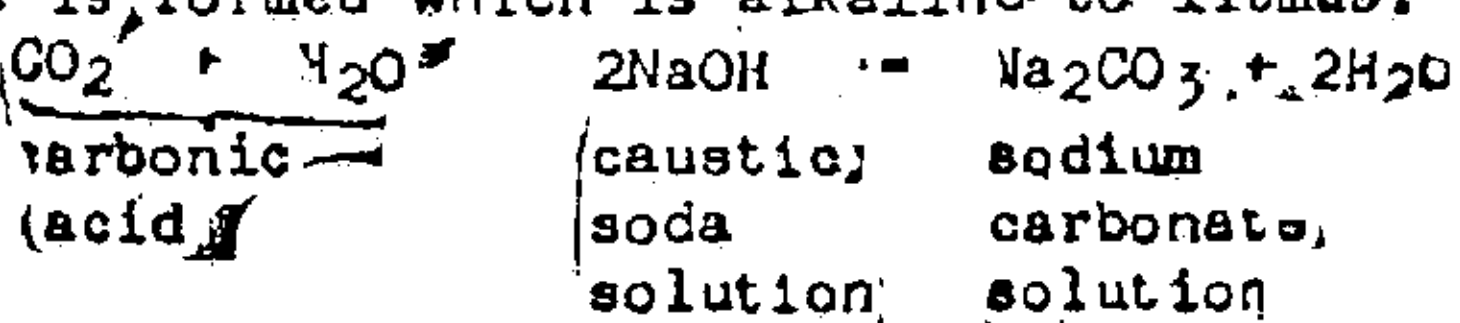 is formed which is alkaline to litmus.
CO2 + H2O 2NaOH = Na2CO3 + 2H2O
carbonic caustic sodium
(acid) soda carbonate,
solution solution